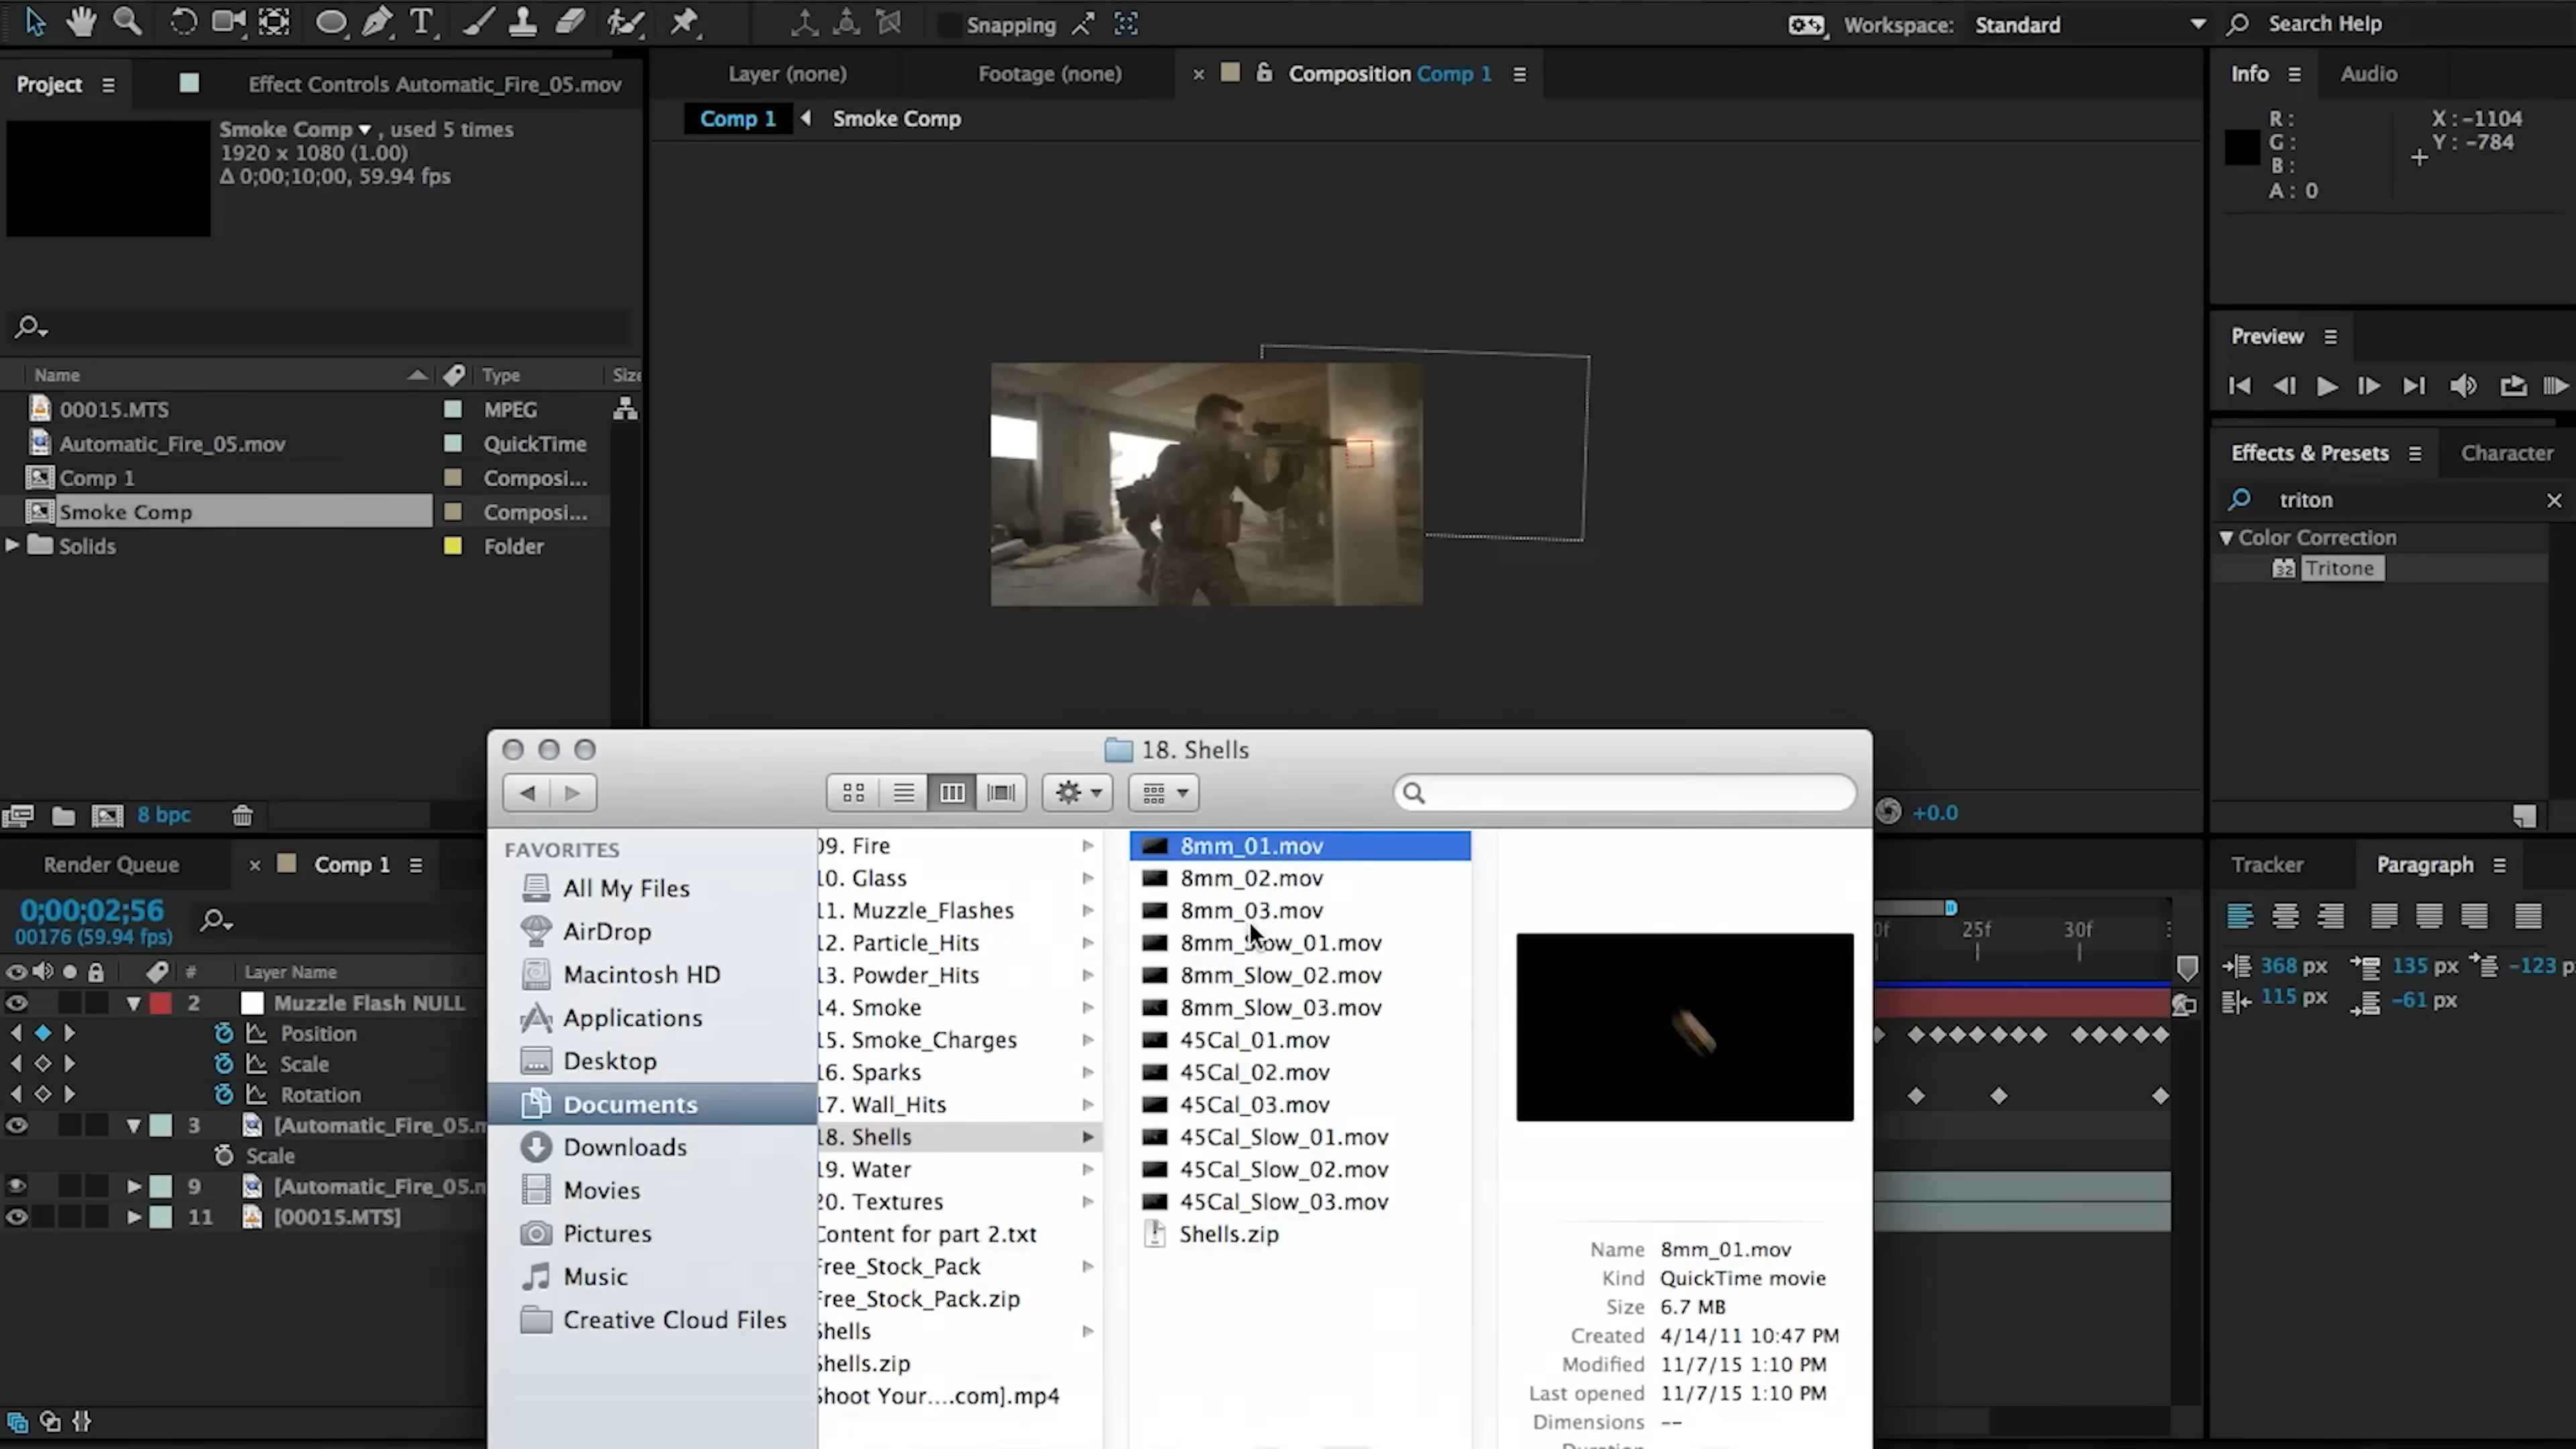 Snapping
Workspace: Standard
Search Help
Project
Effect Controls Automatic_Fire_05.mov
Layer (none)
Footage (none)
Composition Comp 1
Info
Audio
Smoke Comp , used 5 times
1920 x 1080 (1.00)
Δ 0;00;10;00, 59.94 fps
Comp 1
Smoke Comp
R :
G :
B :
A : 0
X : -1104
Y : -784
Preview
Name
Type
Size
00015.MTS
MPEG
Automatic_Fire_05.mov
QuickTime
Comp 1
Composi...
Smoke Comp
Composi...
Solids
Folder
Effects & Presets
Character
triton
Color Correction
32 Tritone
8 bpc
+0.0
Render Queue
Comp 1
0;00;02;56
00176 (59.94 fps)
#
Layer Name
2 Muzzle Flash NULL
Position
Scale
Rotation
3 [Automatic_Fire_05.m
Scale
9 [Automatic_Fire_05.m
11 [00015.MTS]
18. Shells
FAVORITES
All My Files
AirDrop
Macintosh HD
Applications
Desktop
Documents
Downloads
Movies
Pictures
Music
Creative Cloud Files
09. Fire
10. Glass
11. Muzzle_Flashes
12. Particle_Hits
13. Powder_Hits
14. Smoke
15. Smoke_Charges
16. Sparks
17. Wall_Hits
18. Shells
19. Water
20. Textures
Content for part 2.txt
Free_Stock_Pack
Free_Stock_Pack.zip
Shells
Shells.zip
Shoot Your....com].mp4
8mm_01.mov
8mm_02.mov
8mm_03.mov
8mm_Slow_01.mov
8mm_Slow_02.mov
8mm_Slow_03.mov
45Cal_01.mov
45Cal_02.mov
45Cal_03.mov
45Cal_Slow_01.mov
45Cal_Slow_02.mov
45Cal_Slow_03.mov
Shells.zip
Name 8mm_01.mov
Kind QuickTime movie
Size 6.7 MB
Created 4/14/11 10:47 PM
Modified 11/7/15 1:10 PM
Last opened 11/7/15 1:10 PM
Dimensions --
0f
25f
30f
Tracker
Paragraph
368 px
135 px
-123 p
115 px
-61 px